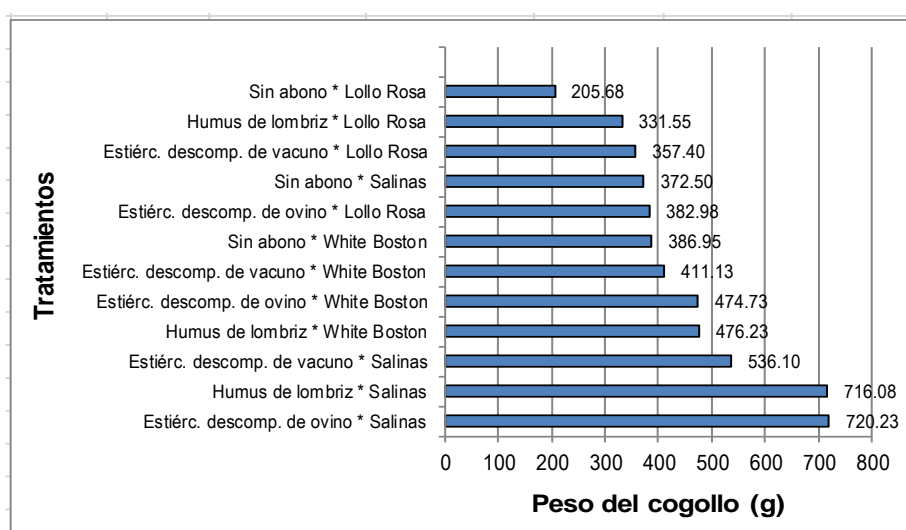 Tratamientos
Sin abono * Lollo Rosa 205.68
Humus de lombriz * Lollo Rosa 331.55
Estiérc. descomp. de vacuno * Lollo Rosa 357.40
Sin abono * Salinas 372.50
Estiérc. descomp. de ovino * Lollo Rosa 382.98
Sin abono * White Boston 386.95
Estiérc. descomp. de vacuno * White Boston 411.13
Estiérc. descomp. de ovino * White Boston 474.73
Humus de lombriz * White Boston 476.23
Estiérc. descomp. de vacuno * Salinas 536.10
Humus de lombriz * Salinas 716.08
Estiérc. descomp. de ovino * Salinas 720.23
0 100 200 300 400 500 600 700 800
Peso del cogollo (g)